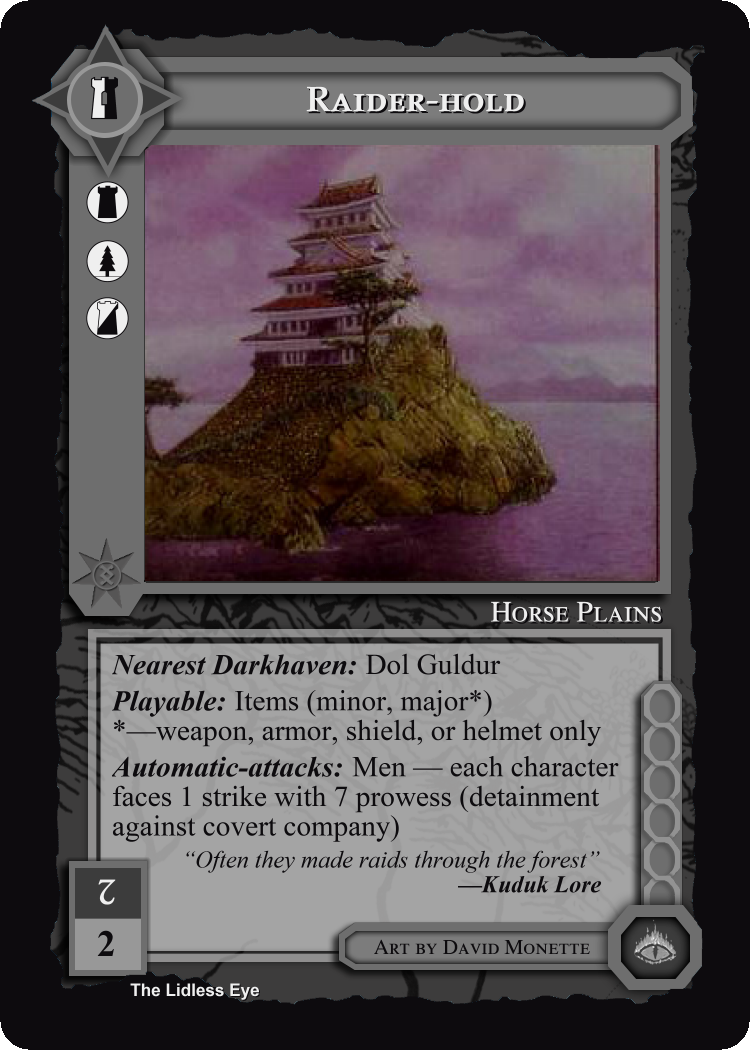 RAIDER-HOLD
HORSE PLAINS
Nearest Darkhaven: Dol Guldur
Playable: Items (minor, major*)
*—weapon, armor, shield, or helmet only
Automatic-attacks: Men — each character
faces 1 strike with 7 prowess (detainment
against covert company)
“Often they made raids through the forest”
—Kuduk Lore
2
2
ART BY DAVID MONETTE
The Lidless Eye